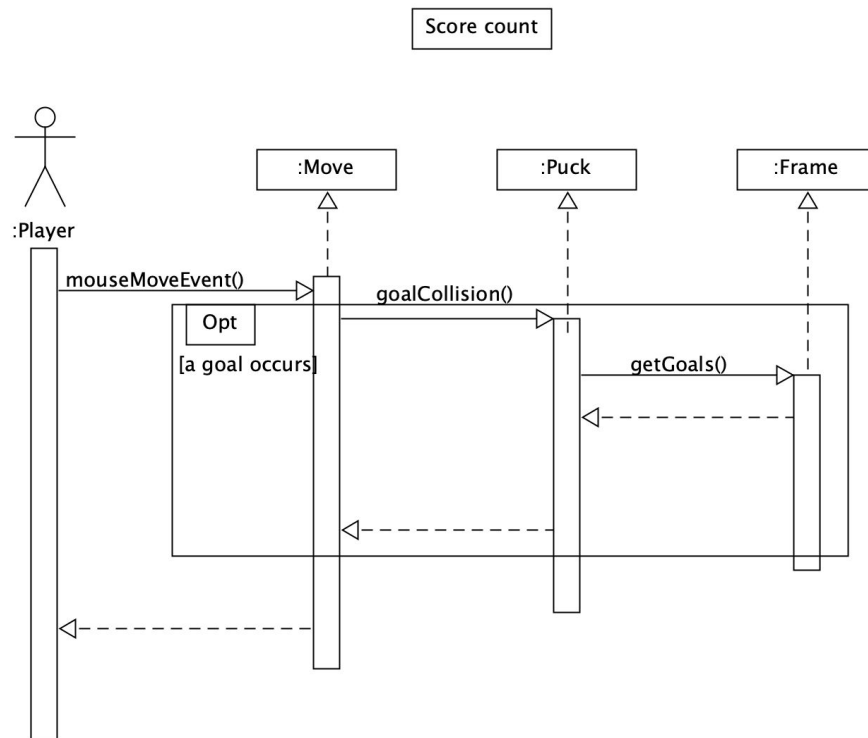 Score count
:Player
:Move
:Puck
:Frame
mouseMoveEvent()
goalCollision()
Opt
[a goal occurs]
getGoals()